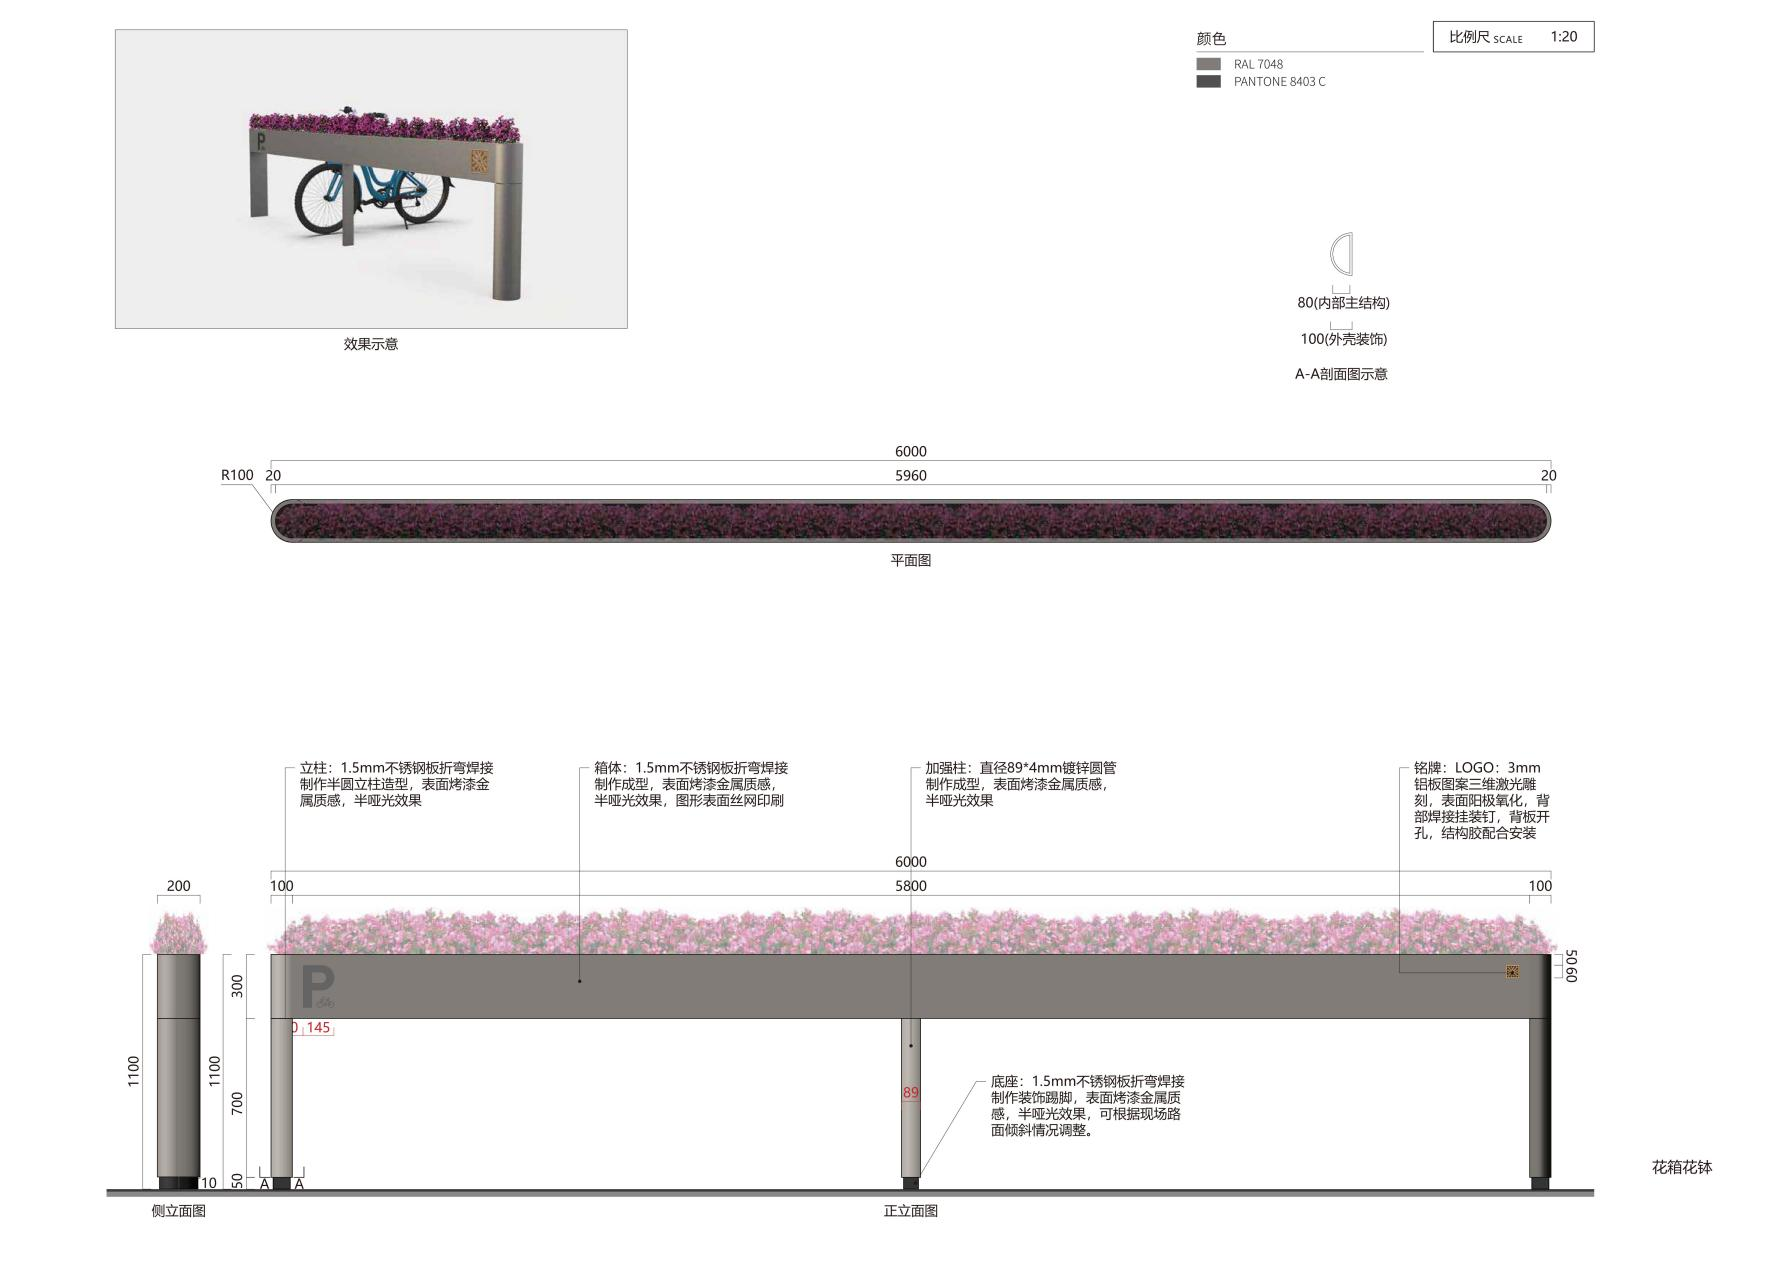 颜色
比例尺 SCALE 1:20
RAL 7048
PANTONE 8403 C
P
效果示意
80(内部主结构)
100(外壳装饰)
A-A剖面图示意
6000
R100 20 5960 20
平面图
立柱：1.5mm不锈钢板折弯焊接
制作半圆立柱造型，表面烤漆金
属质感，半哑光效果
箱体：1.5mm不锈钢板折弯焊接
制作成型，表面烤漆金属质感，
半哑光效果，图形表面丝网印刷
加强柱：直径89*4mm镀锌圆管
制作成型，表面烤漆金属质感，
半哑光效果
铭牌：LOGO：3mm
铝板图案三维激光雕
刻，表面阳极氧化，背
部焊接挂装钉，背板开
孔，结构胶配合安装
6000
200 100 5800 100
300
P
50
60
145
1100
1100
700
89
底座：1.5mm不锈钢板折弯焊接
制作装饰踢脚，表面烤漆金属质
感，半哑光效果，可根据现场路
面倾斜情况调整。
花箱花钵
10
50
A A
侧立面图
正立面图